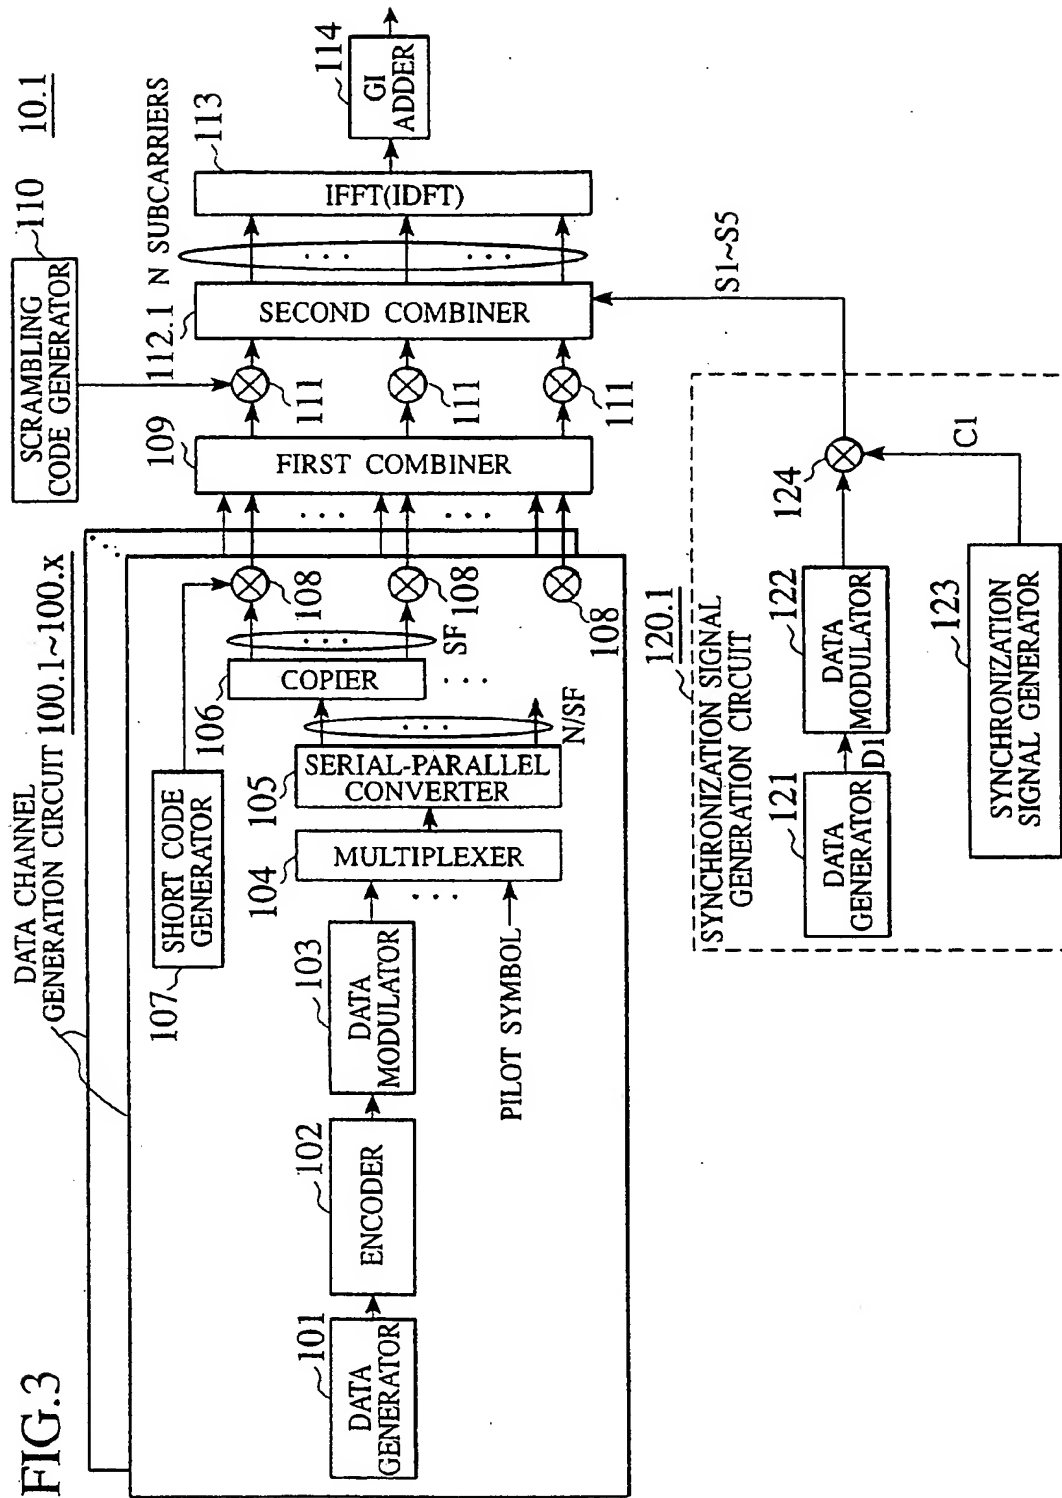 FIG.3
10.1
DATA CHANNEL
GENERATION CIRCUIT 100.1~100.x
101
DATA
GENERATOR
102
ENCODER
103
DATA
MODULATOR
PILOT SYMBOL
104
MULTIPLEXER
. . .
105
SERIAL-PARALLEL
CONVERTER
. . .
N/SF
106
COPIER
. . .
. . .
SF
107
SHORT CODE
GENERATOR
108
108
108
. . .
. . .
109
FIRST COMBINER
110
SCRAMBLING
CODE GENERATOR
111
111
111
112.1
SECOND COMBINER
N SUBCARRIERS
. . .
. . .
113
IFFT(IDFT)
114
GI
ADDER
S1~S5
120.1
SYNCHRONIZATION SIGNAL
GENERATION CIRCUIT
121
DATA
GENERATOR
D1
122
DATA
MODULATOR
123
SYNCHRONIZATION
SIGNAL GENERATOR
124
C1